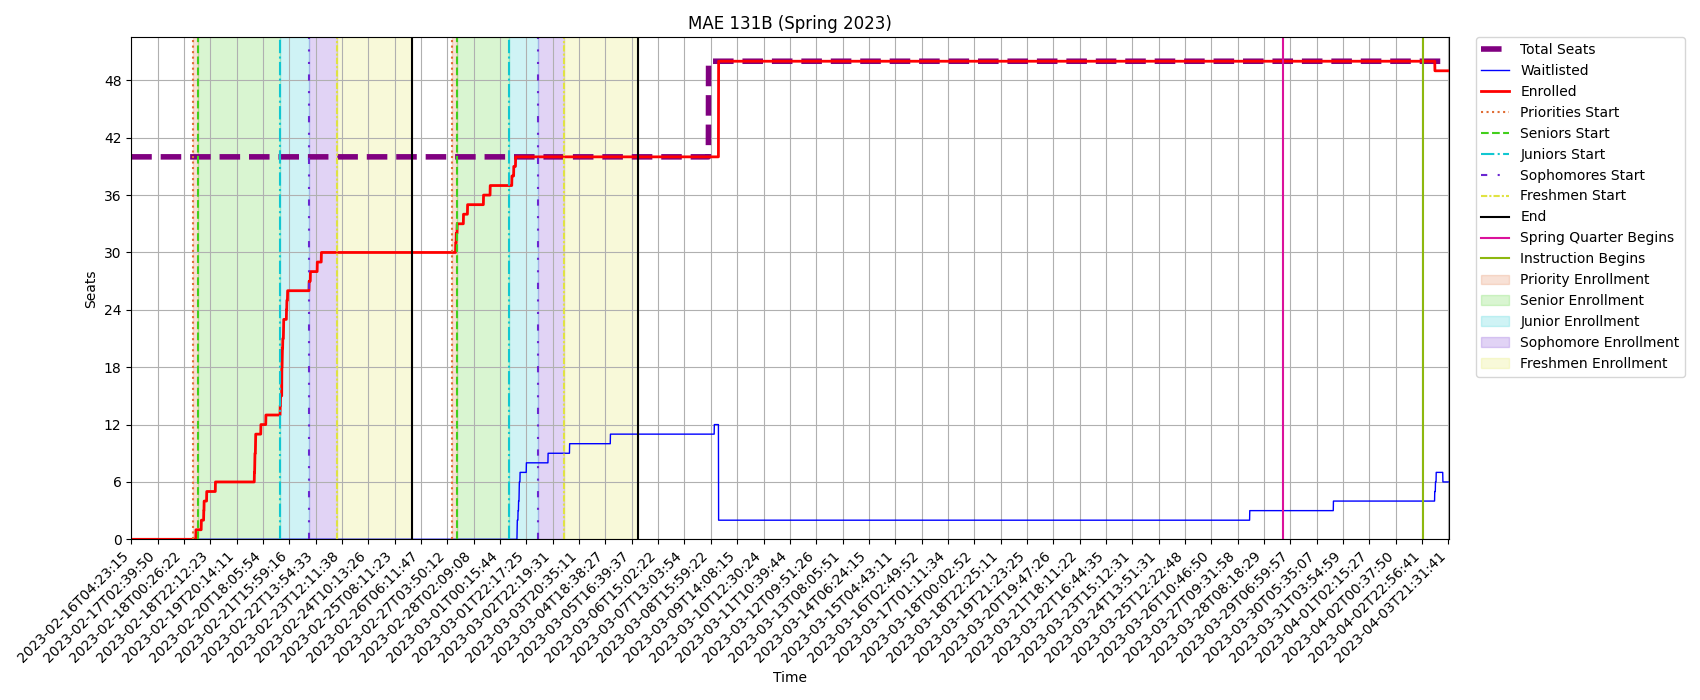 MAE 131B (Spring 2023)
Seats
48
42
36
30
24
18
12
6
0
2023-02-16T04:23:15
2023-02-17T02:39:50
2023-02-18T00:26:22
2023-02-18T22:12:23
2023-02-19T20:14:11
2023-02-20T18:05:54
2023-02-21T15:59:16
2023-02-22T13:54:33
2023-02-23T12:11:38
2023-02-24T10:13:26
2023-02-25T08:11:23
2023-02-26T06:11:47
2023-02-27T03:50:12
2023-02-28T02:09:08
2023-03-01T00:15:44
2023-03-01T22:17:25
2023-03-02T22:19:31
2023-03-03T20:35:11
2023-03-04T18:38:27
2023-03-05T16:39:37
2023-03-06T15:02:22
2023-03-07T13:03:54
2023-03-08T15:59:22
2023-03-09T14:08:15
2023-03-10T12:30:24
2023-03-11T10:39:44
2023-03-12T09:51:26
2023-03-13T08:05:51
2023-03-14T06:24:15
2023-03-15T04:43:11
2023-03-16T02:49:52
2023-03-17T01:11:34
2023-03-18T00:02:52
2023-03-18T22:25:11
2023-03-19T21:23:25
2023-03-20T19:47:26
2023-03-21T18:11:22
2023-03-22T16:44:35
2023-03-23T15:12:31
2023-03-24T13:51:31
2023-03-25T12:22:48
2023-03-26T10:46:50
2023-03-27T09:31:58
2023-03-28T08:18:29
2023-03-29T06:59:57
2023-03-30T05:35:07
2023-03-31T03:54:59
2023-04-01T02:15:27
2023-04-02T00:37:50
2023-04-02T22:56:41
2023-04-03T21:31:41
Time
Total Seats
Waitlisted
Enrolled
Priorities Start
Seniors Start
Juniors Start
Sophomores Start
Freshmen Start
End
Spring Quarter Begins
Instruction Begins
Priority Enrollment
Senior Enrollment
Junior Enrollment
Sophomore Enrollment
Freshmen Enrollment